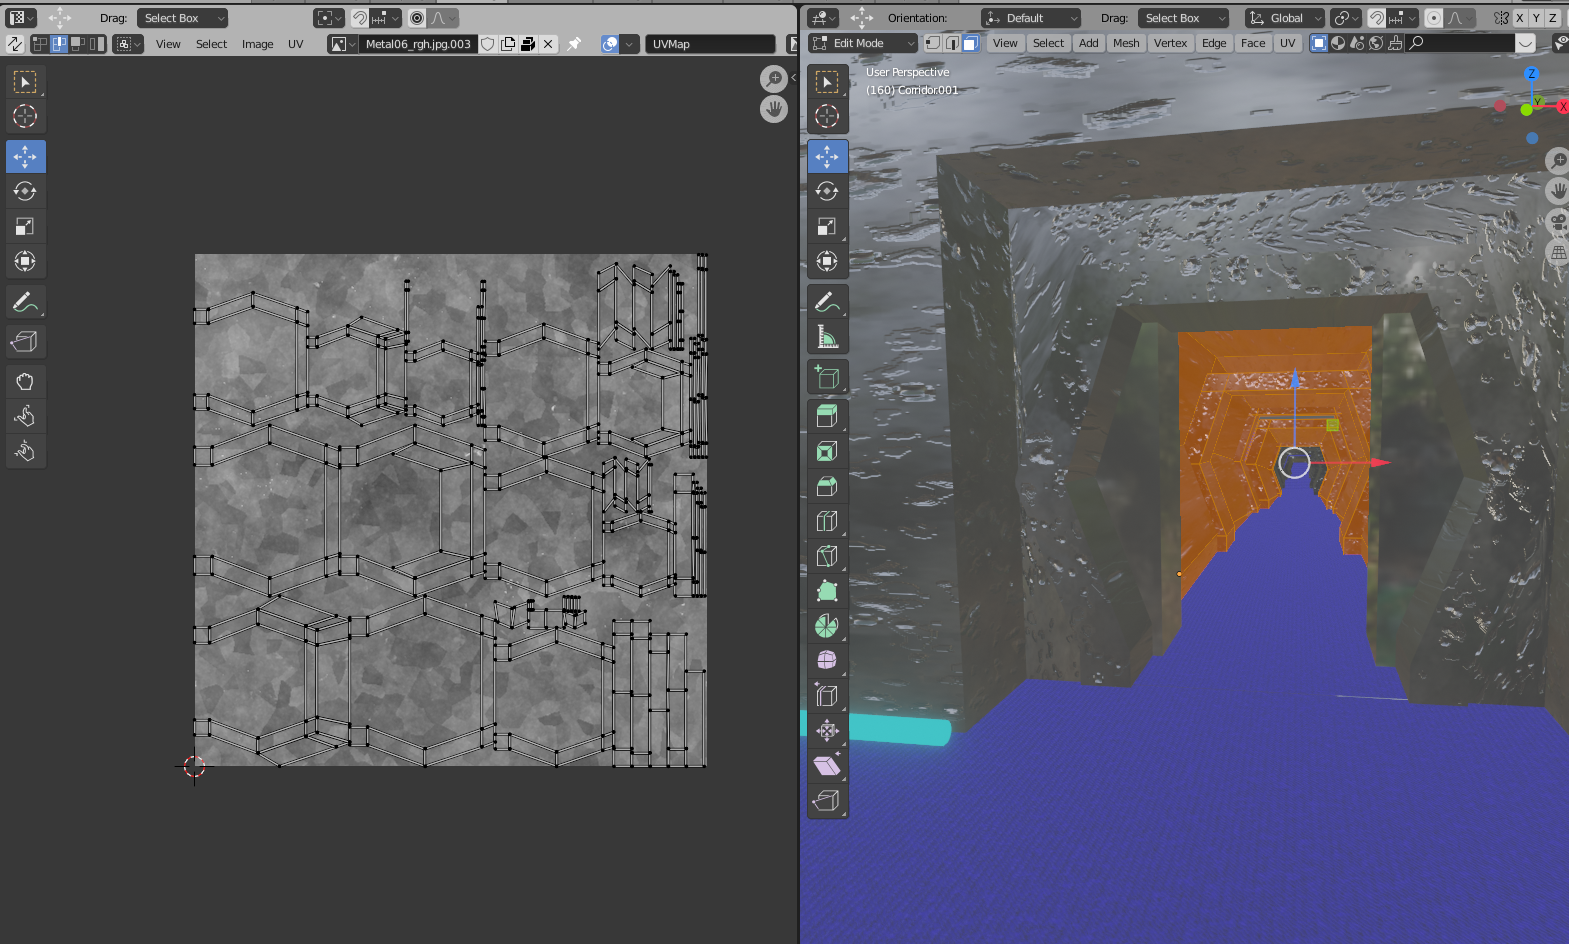 Drag: Select Box
View Select Image UV Metal06_rgh.jpg.003 UVMap
Orientation: Default Drag: Select Box Global X Y Z
Edit Mode View Select Add Mesh Vertex Edge Face UV
User Perspective
(160) Corridor.001
Z
Y
X